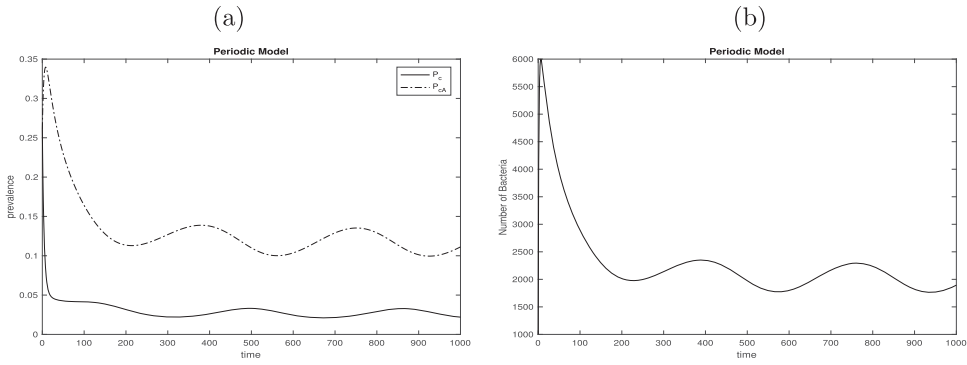 (a)
Periodic Model
0.35
0.3
0.25
0.2
0.15
0.1
0.05
0
prevalence
P_c
P_cA
0 100 200 300 400 500 600 700 800 900 1000
time
(b)
Periodic Model
6000
5500
5000
4500
4000
3500
3000
2500
2000
1500
1000
Number of Bacteria
0 100 200 300 400 500 600 700 800 900 1000
time